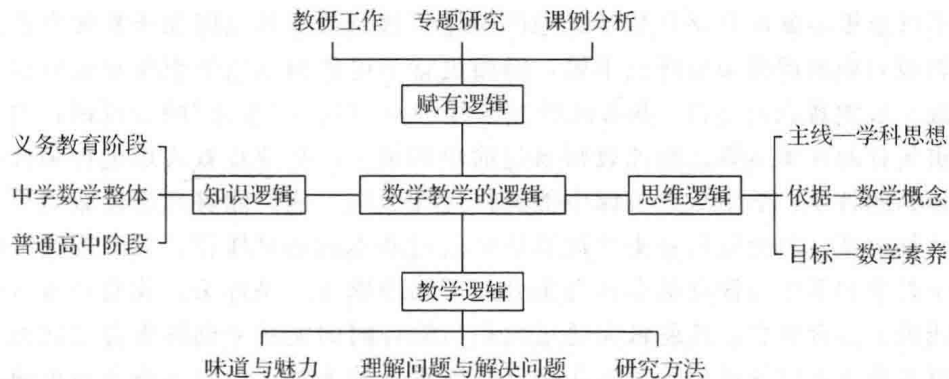 教研工作 专题研究 课例分析
赋有逻辑
义务教育阶段 主线—学科思想
中学数学整体 知识逻辑 数学教学的逻辑 思维逻辑 依据—数学概念
普通高中阶段 目标—数学素养
教学逻辑
味道与魅力 理解问题与解决问题 研究方法